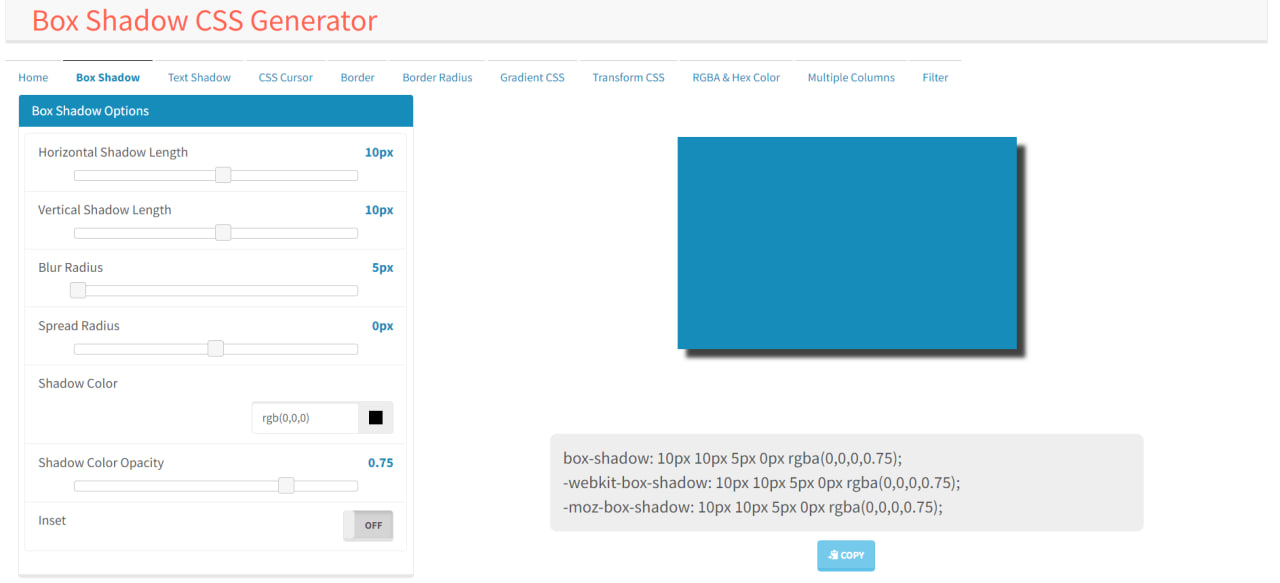 Box Shadow CSS Generator
Home Box Shadow Text Shadow CSS Cursor Border Border Radius Gradient CSS Transform CSS RGBA & Hex Color Multiple Columns Filter
Box Shadow Options
Horizontal Shadow Length 10px
Vertical Shadow Length 10px
Blur Radius 5px
Spread Radius 0px
Shadow Color
rgb(0,0,0)
Shadow Color Opacity 0.75
Inset OFF
box-shadow: 10px 10px 5px 0px rgba(0,0,0,0.75);
-webkit-box-shadow: 10px 10px 5px 0px rgba(0,0,0,0.75);
-moz-box-shadow: 10px 10px 5px 0px rgba(0,0,0,0.75);
COPY